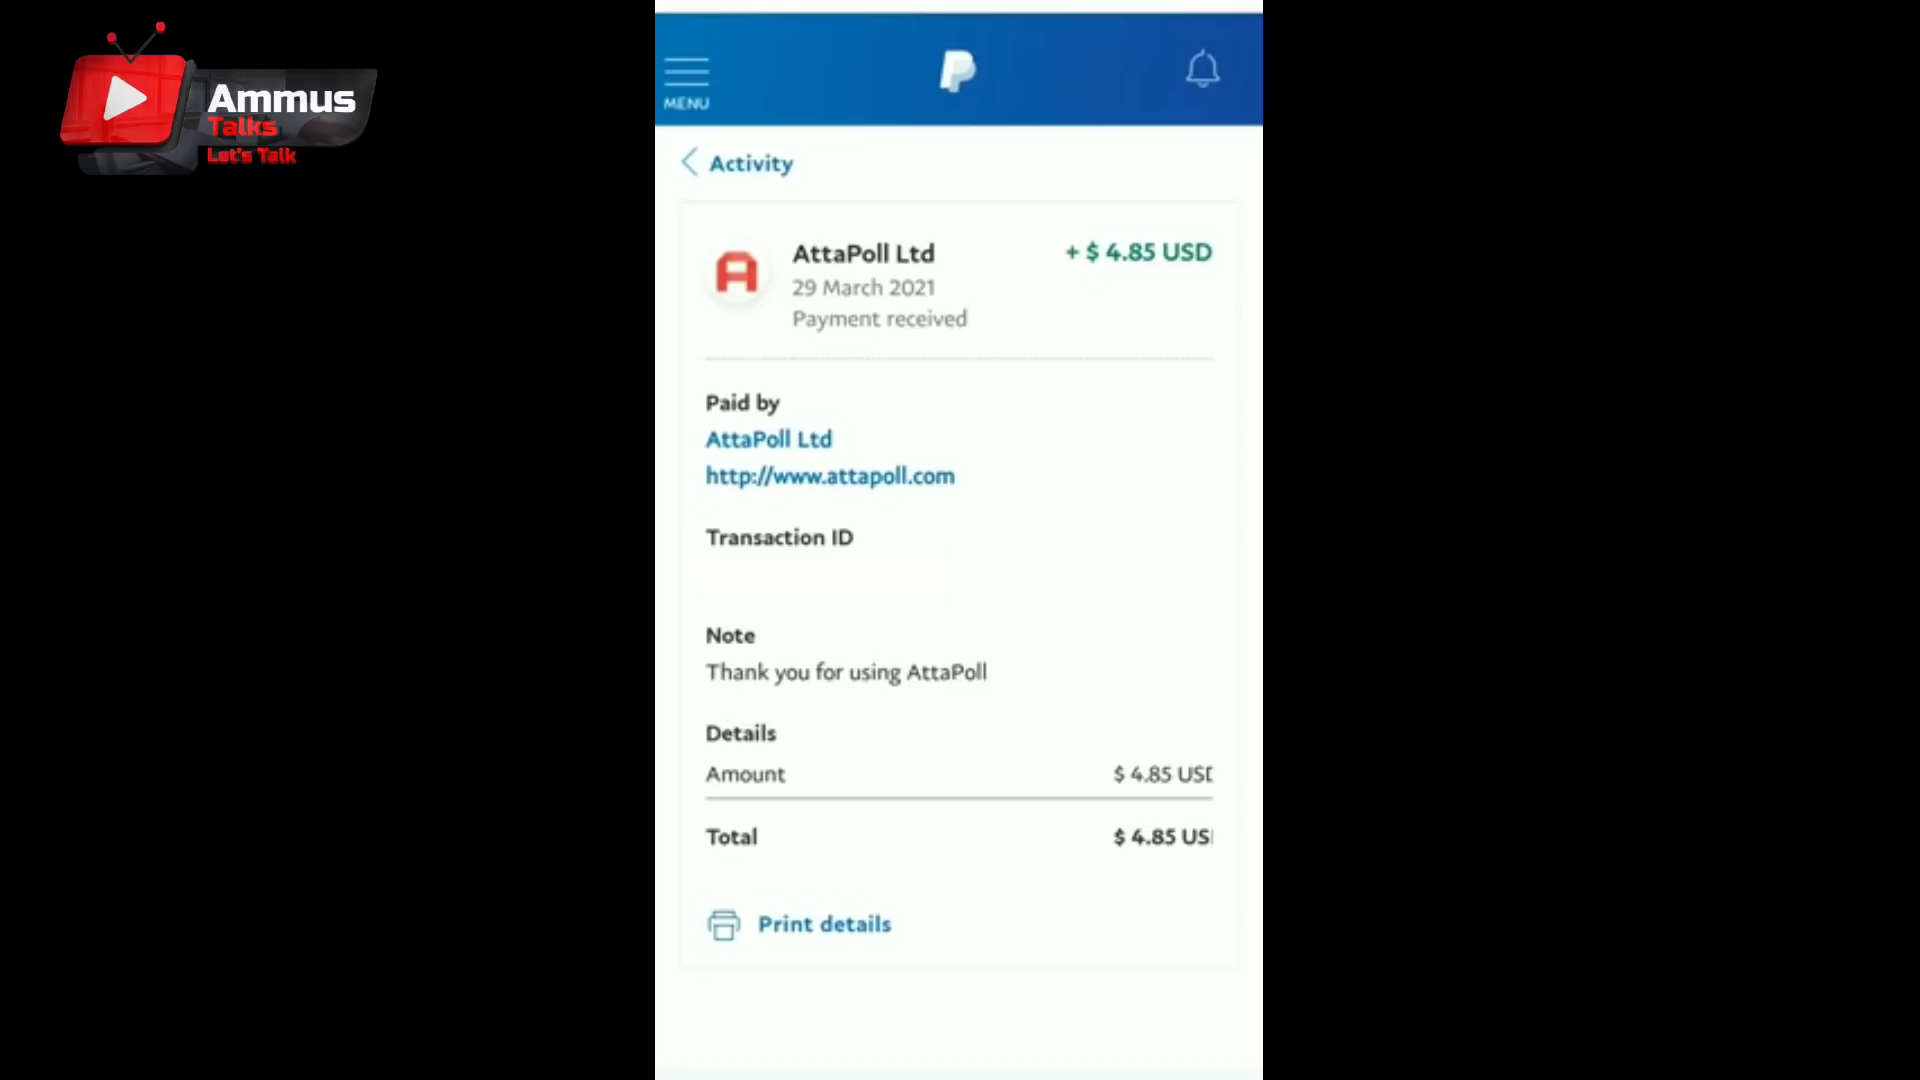 Ammus
Talks
Let's Talk
MENU
Activity
AttaPoll Ltd
+ $ 4.85 USD
29 March 2021
Payment received
Paid by
AttaPoll Ltd
http://www.attapoll.com
Transaction ID
Note
Thank you for using AttaPoll
Details
Amount
$ 4.85 USD
Total
$ 4.85 US
Print details